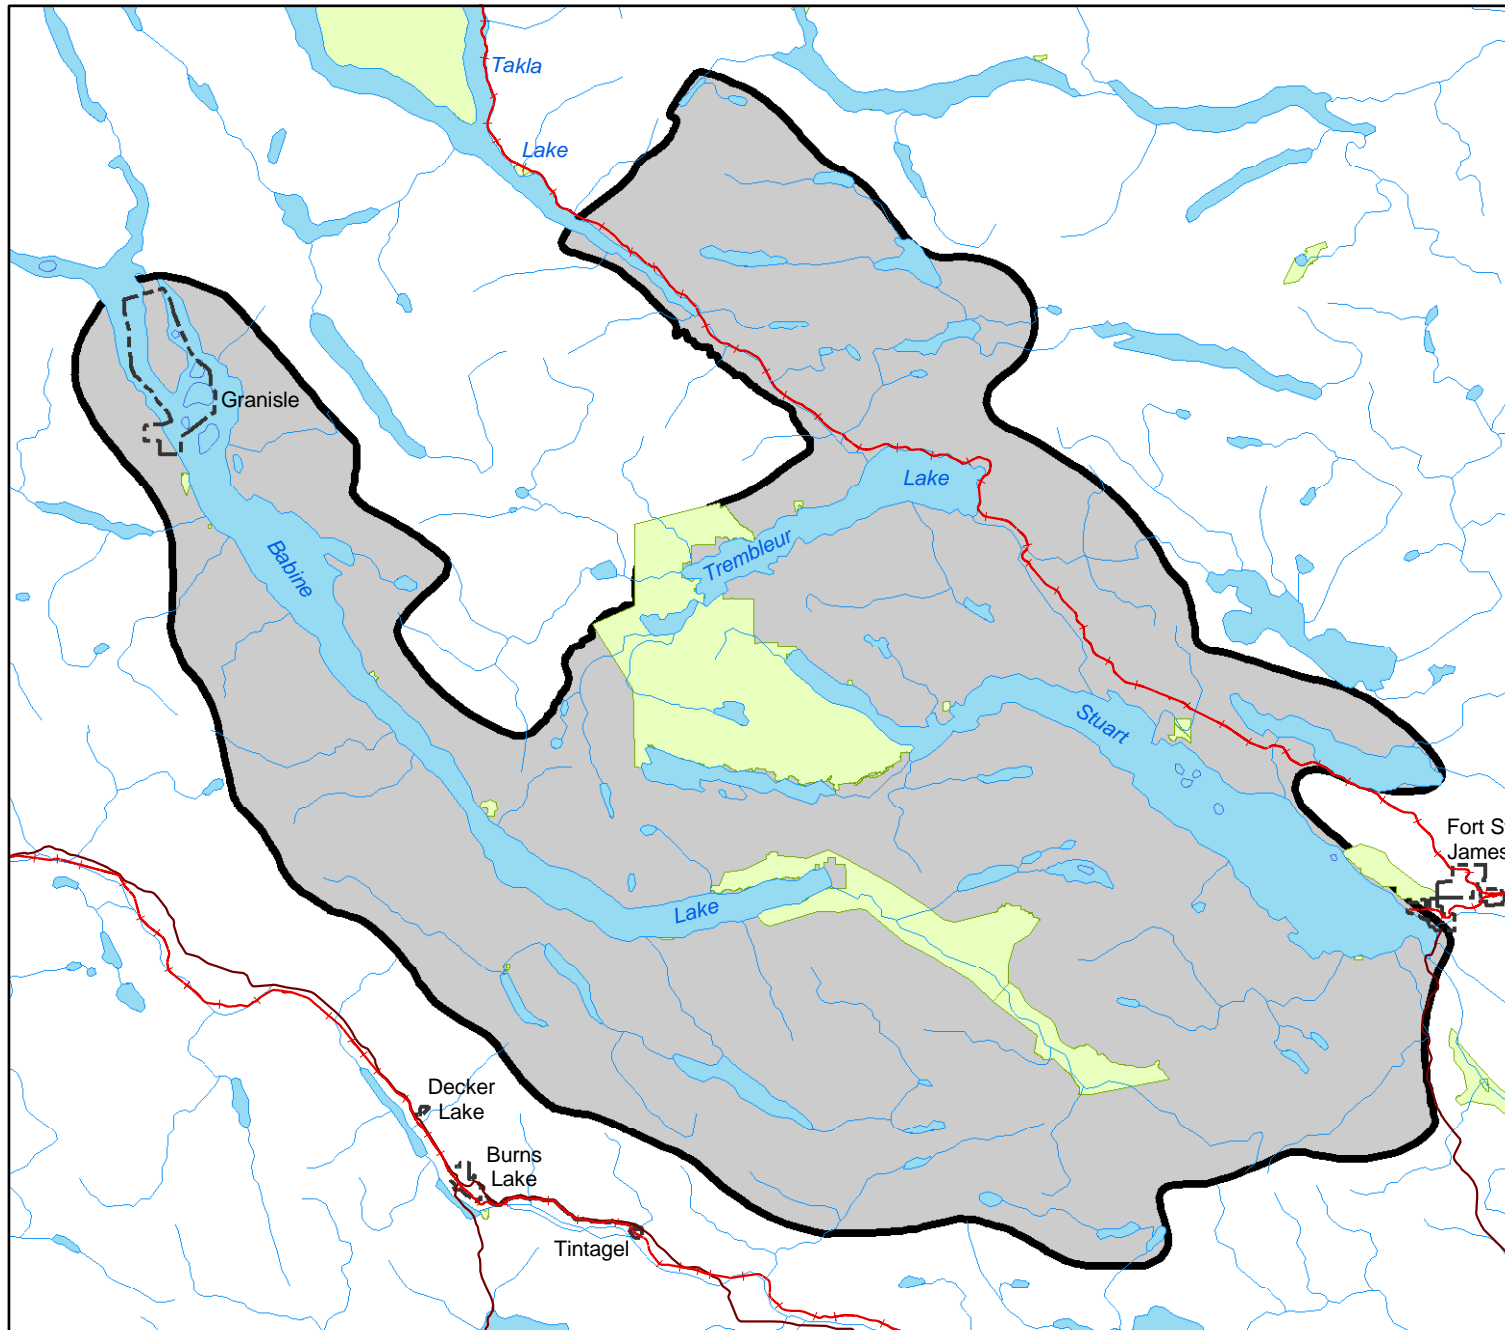 Takla
Lake
Granisle
Lake
Trembleur
Babine
Stuart
Fort S
James
Lake
Decker
Lake
Burns
Lake
Tintagel